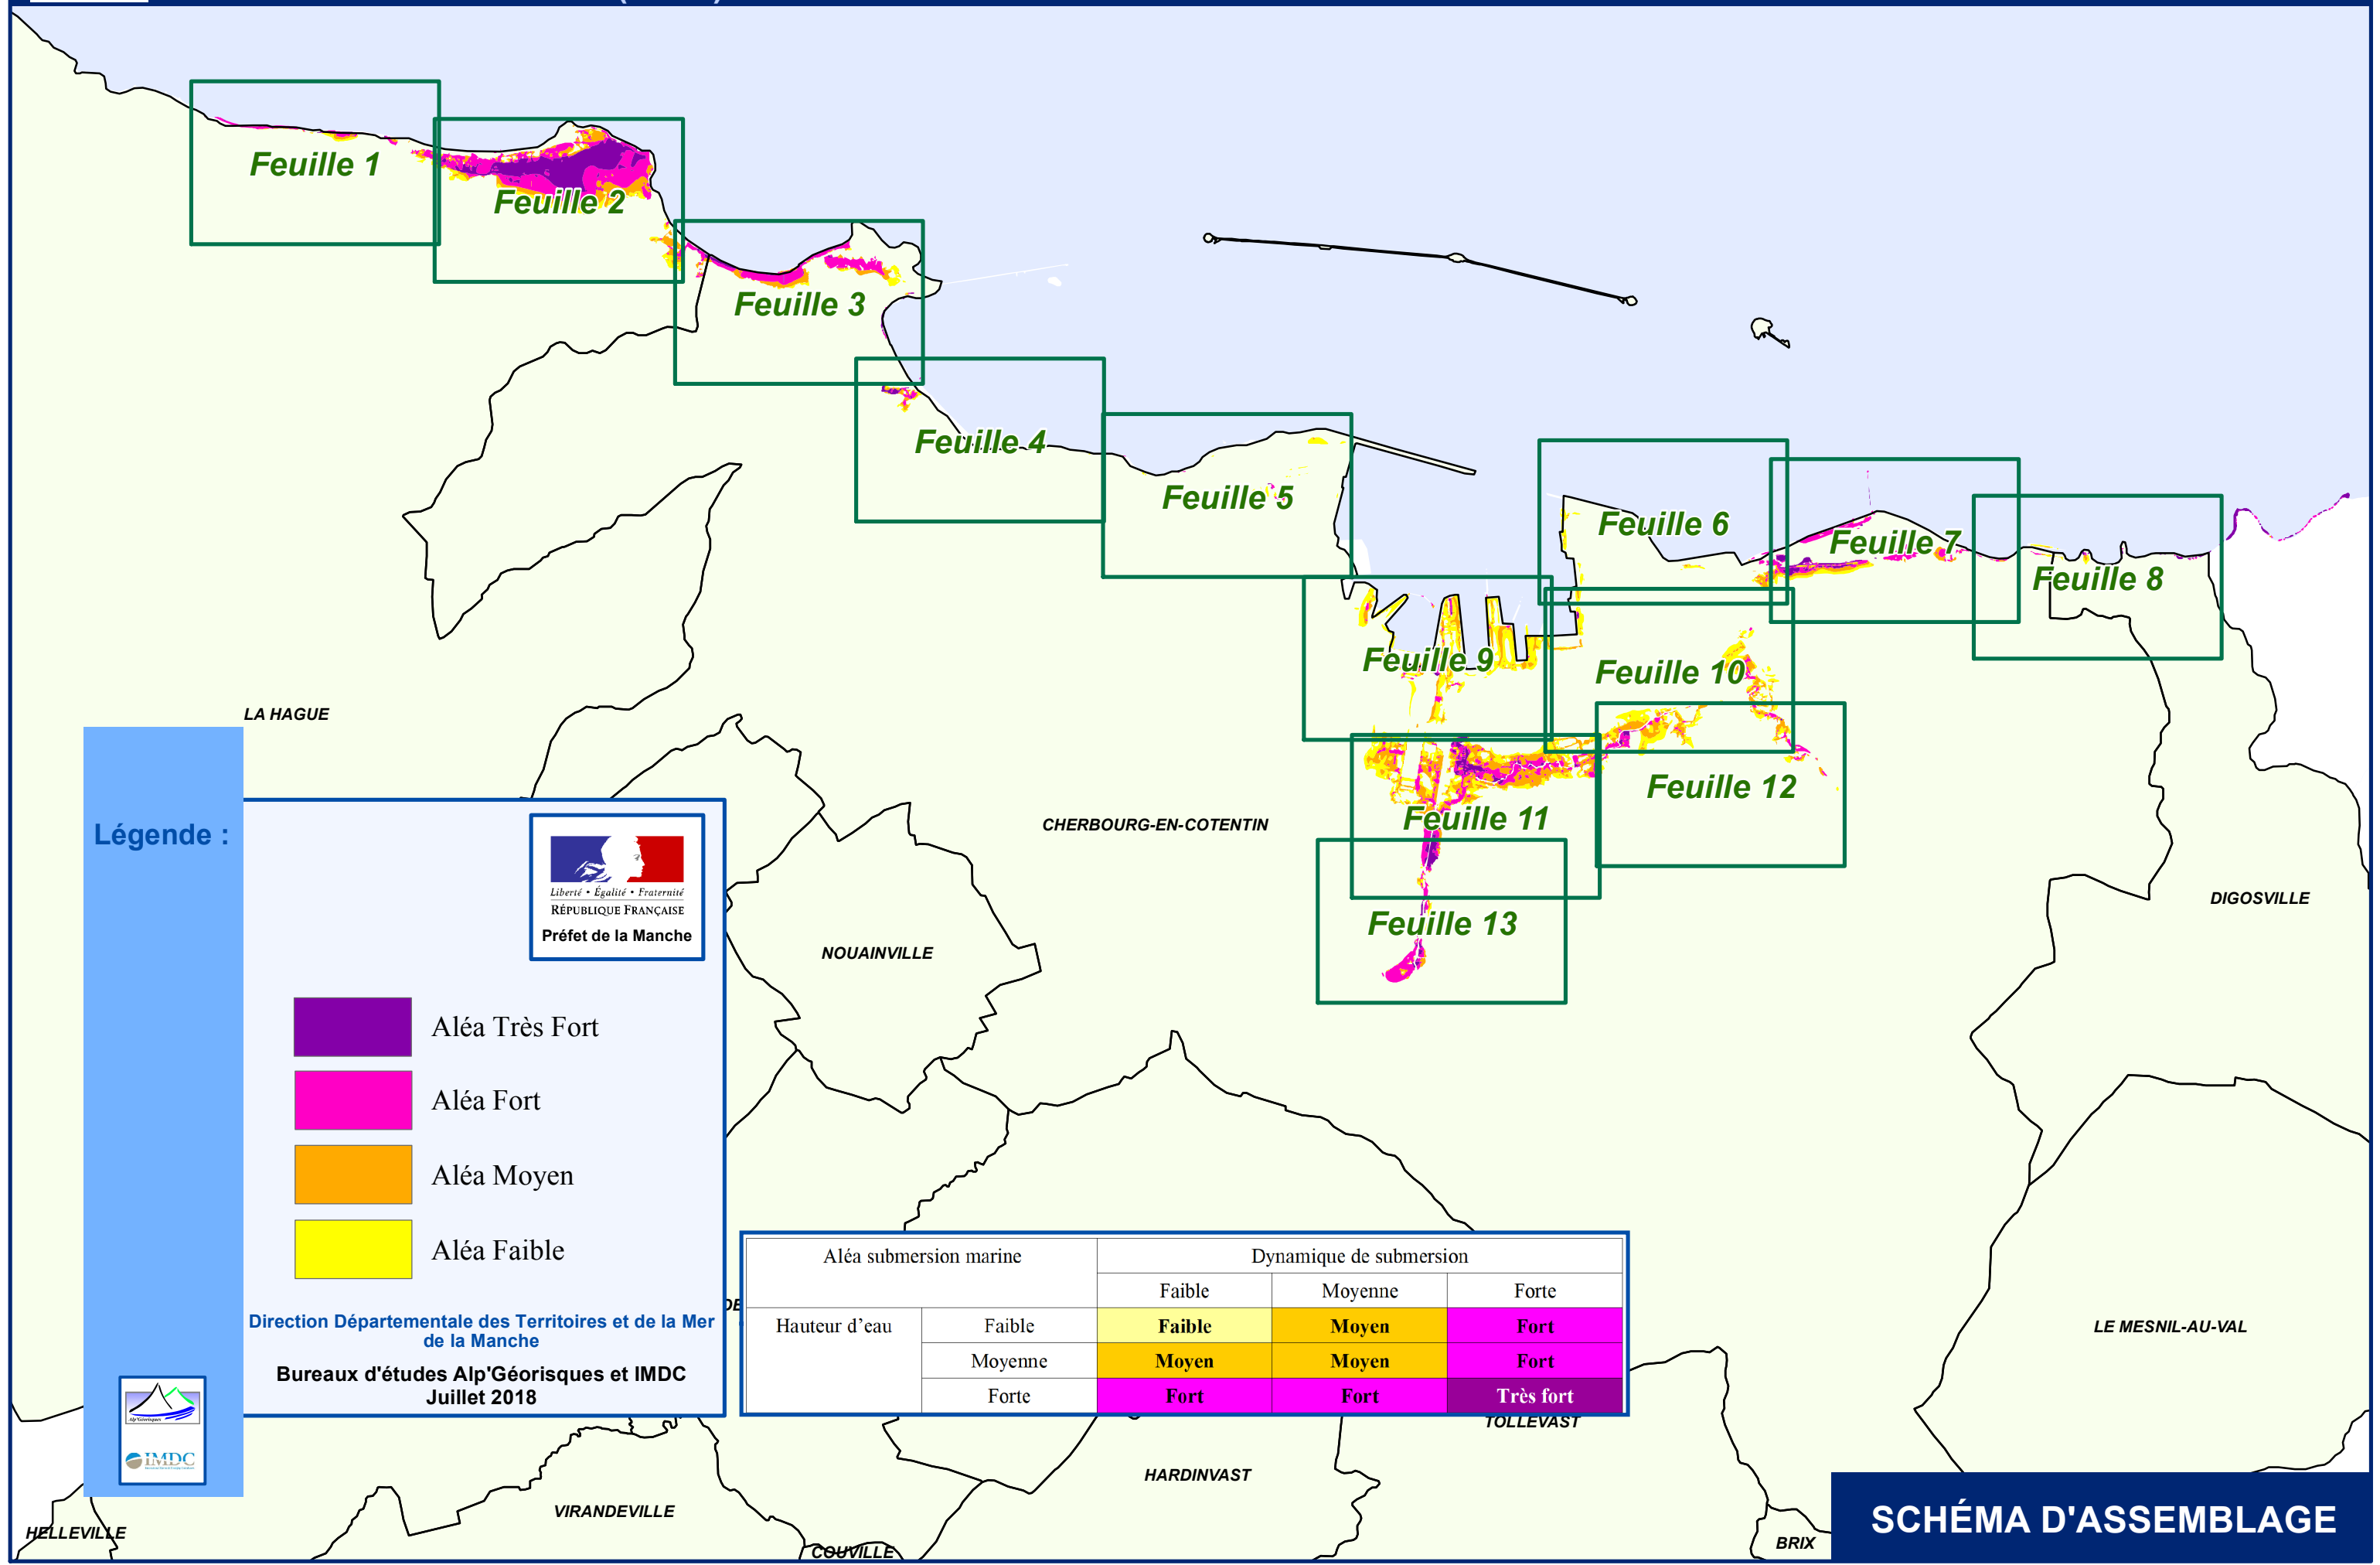 Feuille 1
Feuille 2
Feuille 3
Feuille 4
Feuille 5
Feuille 6
Feuille 7
Feuille 8
Feuille 9
Feuille 10
Feuille 11
Feuille 12
Feuille 13
LA HAGUE
CHERBOURG-EN-COTENTIN
NOUAINVILLE
DIGOSVILLE
LE MESNIL-AU-VAL
TOLLEVAST
HARDINVAST
VIRANDEVILLE
HELLEVILLE
COUVILLE
BRIX
DE
Légende :
Liberté • Égalité • Fraternité
RÉPUBLIQUE FRANÇAISE
Préfet de la Manche
Aléa Très Fort
Aléa Fort
Aléa Moyen
Aléa Faible
Direction Départementale des Territoires et de la Mer
de la Manche
Bureaux d'études Alp'Géorisques et IMDC
Juillet 2018
Alp'Géorisques
IMDC
Aléa submersion marine Dynamique de submersion
Faible Moyenne Forte
Hauteur d'eau Faible Faible Moyen Fort
Moyenne Moyen Moyen Fort
Forte Fort Fort Très fort
SCHÉMA D'ASSEMBLAGE